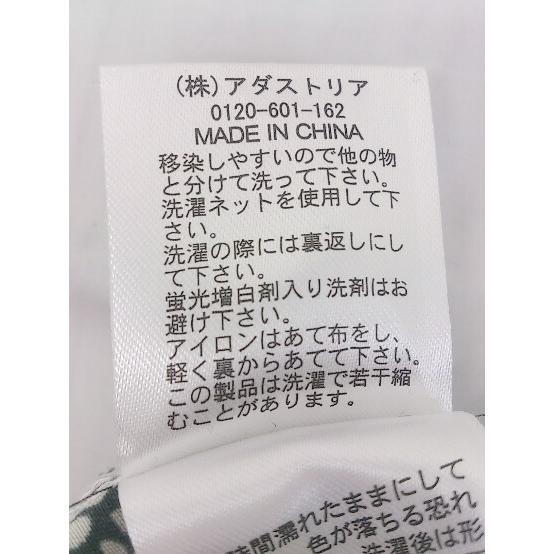 (株)アダストリア
0120-601-162
MADE IN CHINA
移染しやすいので他の物
と分けて洗って下さい。
洗濯ネットを使用して下
さい。
洗濯の際には裏返しにし
て下さい。
蛍光増白剤入り洗剤はお
避け下さい。
アイロンはあて布をし、
軽く裏からあてて下さい。
この製品は洗濯で若干縮
むことがあります。
時間濡れたままにして
色が落ちる恐れ
洗濯後は形